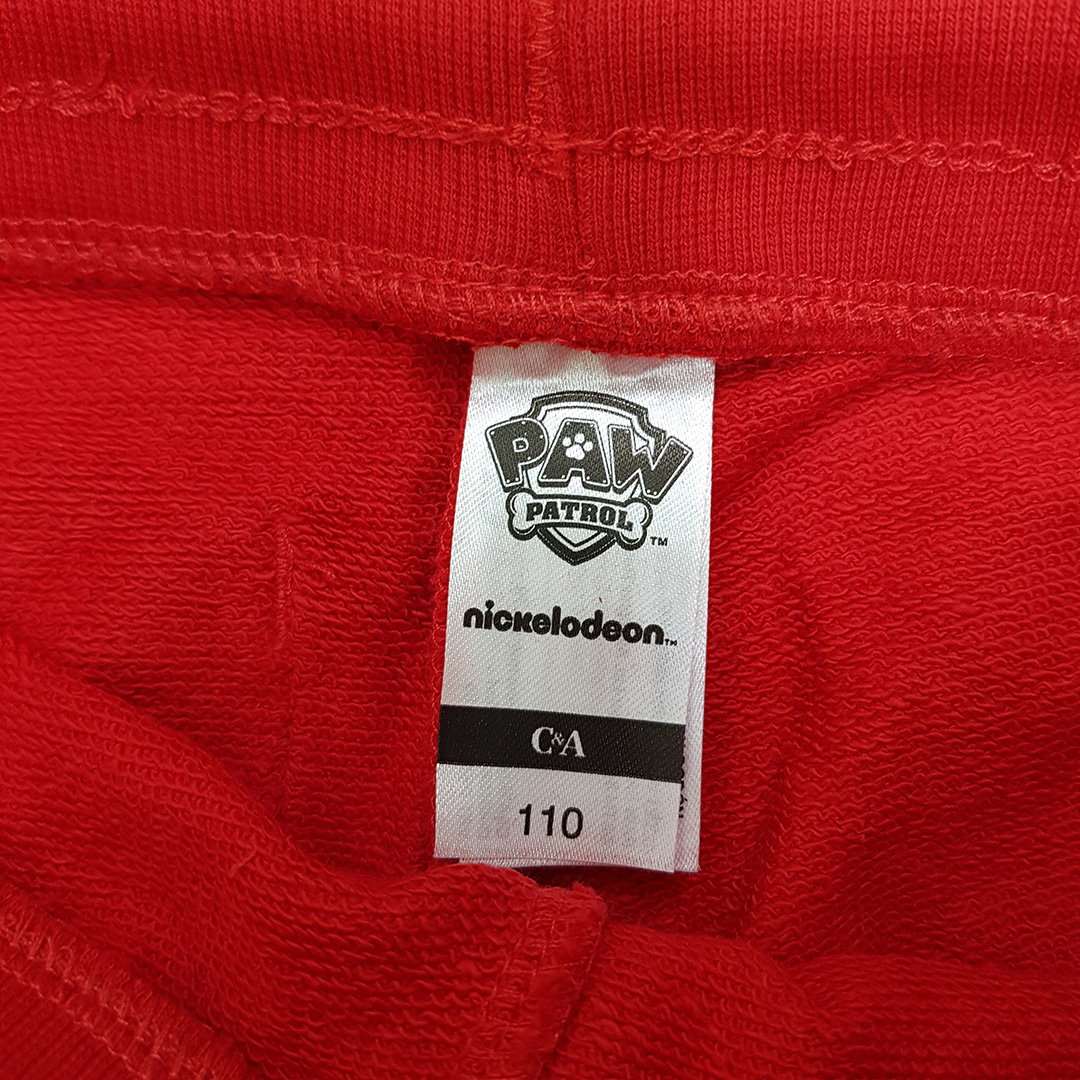 PAW
PATROL
TM
nickelodeon TM
C&A
110